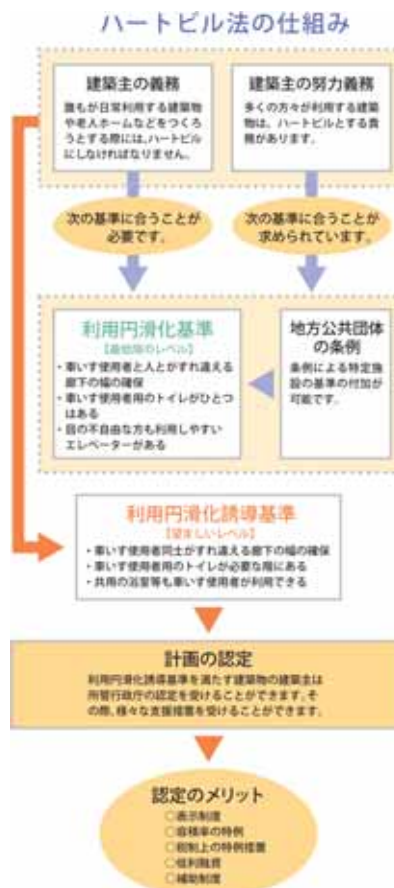 ハートビル法の仕組み
建築主の義務
誰もが日常利用する建築物
や老人ホームなどをつくろ
うとする際には、ハートビル
にしなければなりません。
建築主の努力義務
多くの方々が利用する建築
物は、ハートビルとする責
務があります。
次の基準に合うことが
必要です。
次の基準に合うことが
求められています。
利用円滑化基準
【最低限のレベル】
・車いす使用者と人とがすれ違える
廊下の幅の確保
・車いす使用者用のトイレがひとつ
はある
・目の不自由な方も利用しやすい
エレベーターがある
地方公共団体
の条例
条例による特定施
設の基準の付加が
可能です。
利用円滑化誘導基準
【望ましいレベル】
・車いす使用者同士がすれ違える廊下の幅の確保
・車いす使用者用のトイレが必要な階にある
・共用の浴室等も車いす使用者が利用できる
計画の認定
利用円滑化誘導基準を満たす建築物の建築主は
所管行政庁の認定を受けることができます。そ
の際、様々な支援措置を受けることができます。
認定のメリット
○表示制度
○容積率の特例
○税制上の特例措置
○低利融資
○補助制度